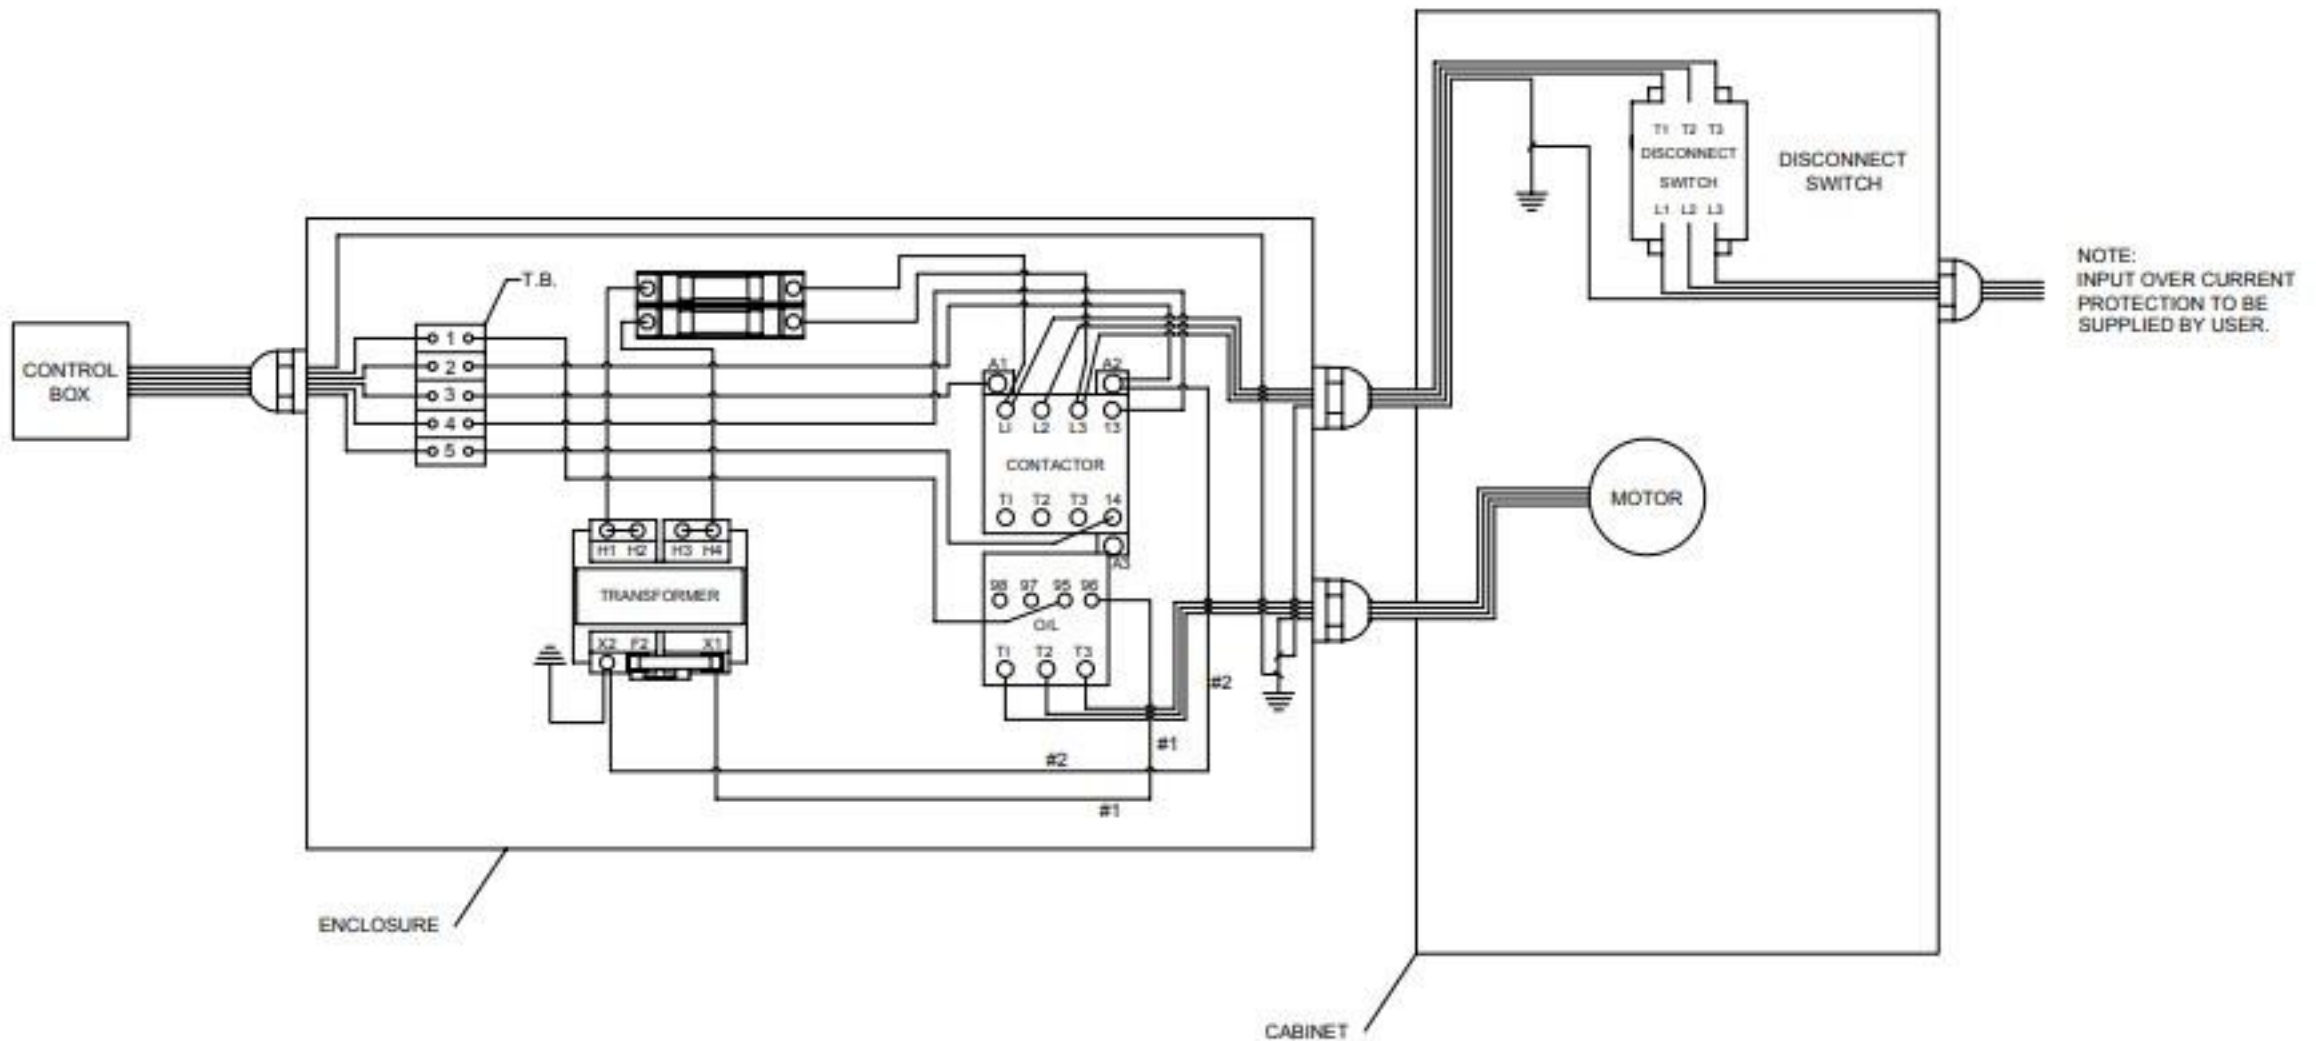 T1 T2 T3
DISCONNECT
SWITCH
L1 L2 L3
DISCONNECT
SWITCH
NOTE:
INPUT OVER CURRENT
PROTECTION TO BE
SUPPLIED BY USER.
T.B.
CONTROL
BOX
1
2
3
4
5
A1 A2
L1 L2 L3 13
CONTACTOR
T1 T2 T3 14
A3
MOTOR
H1 H2 H3 H4
TRANSFORMER
X2 F2 X1
98 97 95 96
O/L
T1 T2 T3
#2
#1
#2
#1
ENCLOSURE
CABINET